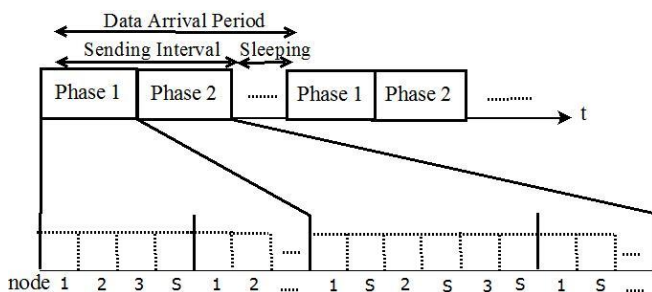 Data Arrival Period
Sending Interval Sleeping
Phase 1 Phase 2 ...... Phase 1 Phase 2 ...... t
node 1 2 3 S 1 2 ..... 1 S 2 S 3 S 1 S .....